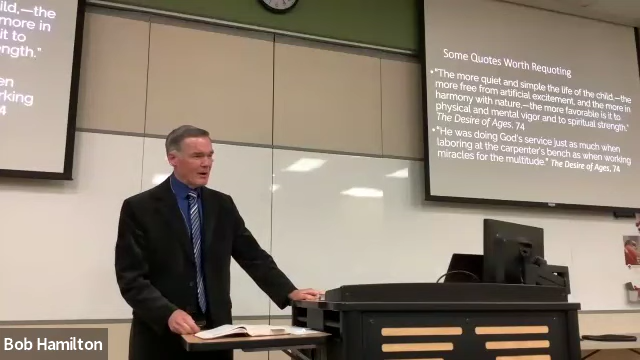 ild,—the
more in
it to
ngth."
en
rking
4
Some Quotes Worth Requoting
• "The more quiet and simple the life of the child,—the
more free from artificial excitement, and the more in
harmony with nature,—the more favorable is it to
physical and mental vigor and to spiritual strength."
The Desire of Ages, 74
• "He was doing God's service just as much when
laboring at the carpenter's bench as when working
miracles for the multitude." The Desire of Ages, 74
Bob Hamilton